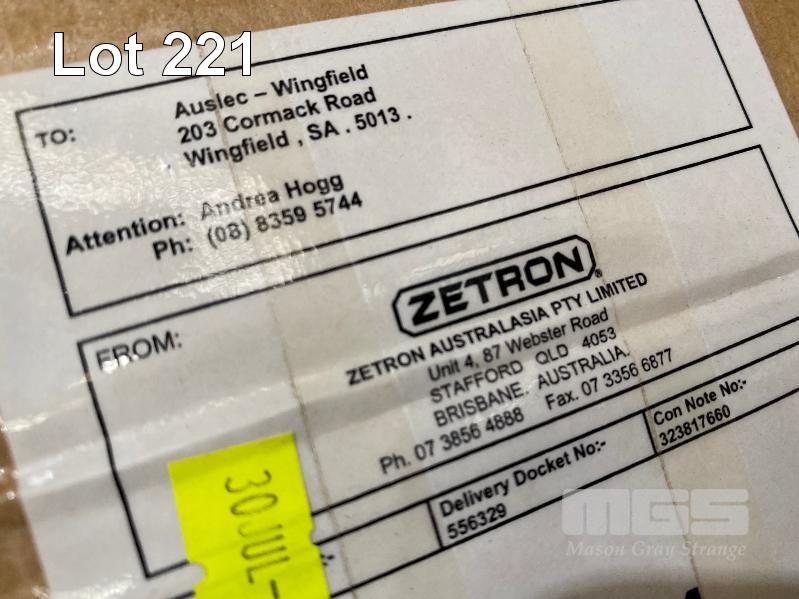 Lot 221
TO:
Auslec – Wingfield
203 Cormack Road
Wingfield , SA . 5013 .
Attention: Andrea Hogg
Ph: (08) 8359 5744
FROM:
ZETRON®
ZETRON AUSTRALASIA PTY LIMITED
Unit 4, 87 Webster Road
STAFFORD QLD 4053
BRISBANE. AUSTRALIA.
Ph. 07 3856 4888 Fax. 07 3356 6877
Delivery Docket No:-
556329
Con Note No:-
323817660
30 JUL-
MGS
Mason Gray Strange